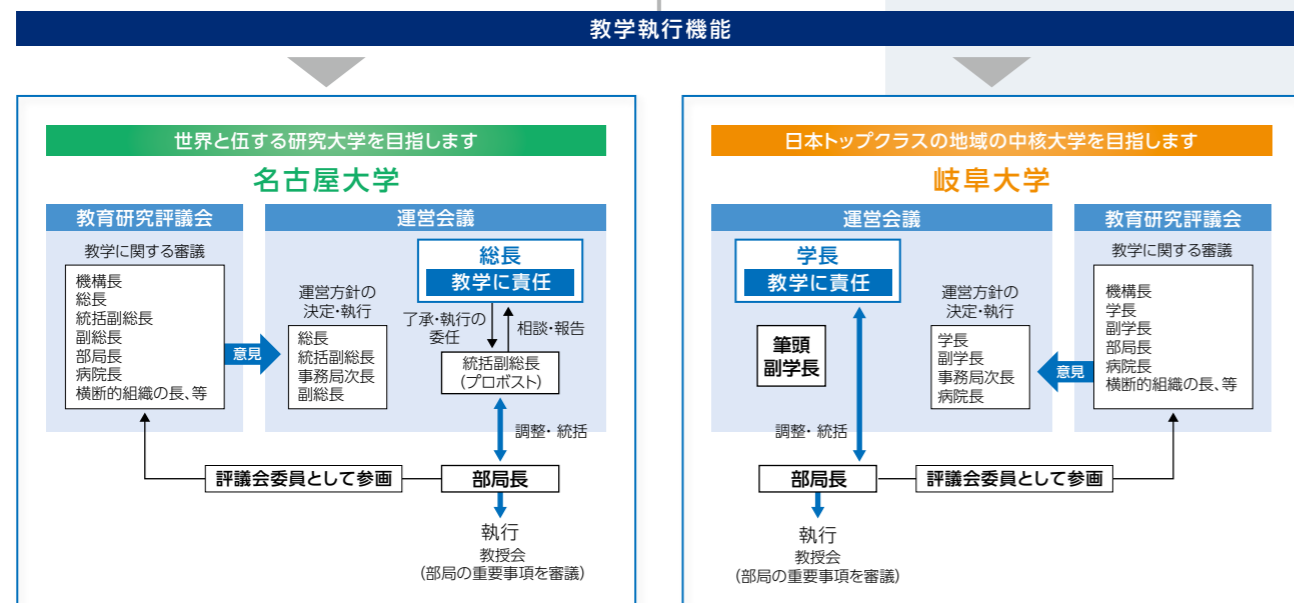 教学執行機能
世界と伍する研究大学を目指します
名古屋大学
教育研究評議会
教学に関する審議
機構長
総長
統括副総長
副総長
部局長
病院長
横断的組織の長、等
意見
運営会議
運営方針の
決定・執行
総長
統括副総長
事務局次長
副総長
総長
教学に責任
了承・執行の
委任
相談・報告
統括副総長
(プロボスト)
調整・統括
評議会委員として参画
部局長
執行
教授会
(部局の重要事項を審議)
日本トップクラスの地域の中核大学を目指します
岐阜大学
運営会議
学長
教学に責任
筆頭
副学長
運営方針の
決定・執行
学長
副学長
事務局次長
病院長
意見
教育研究評議会
教学に関する審議
機構長
学長
副学長
部局長
病院長
横断的組織の長、等
調整・統括
部局長
評議会委員として参画
執行
教授会
(部局の重要事項を審議)